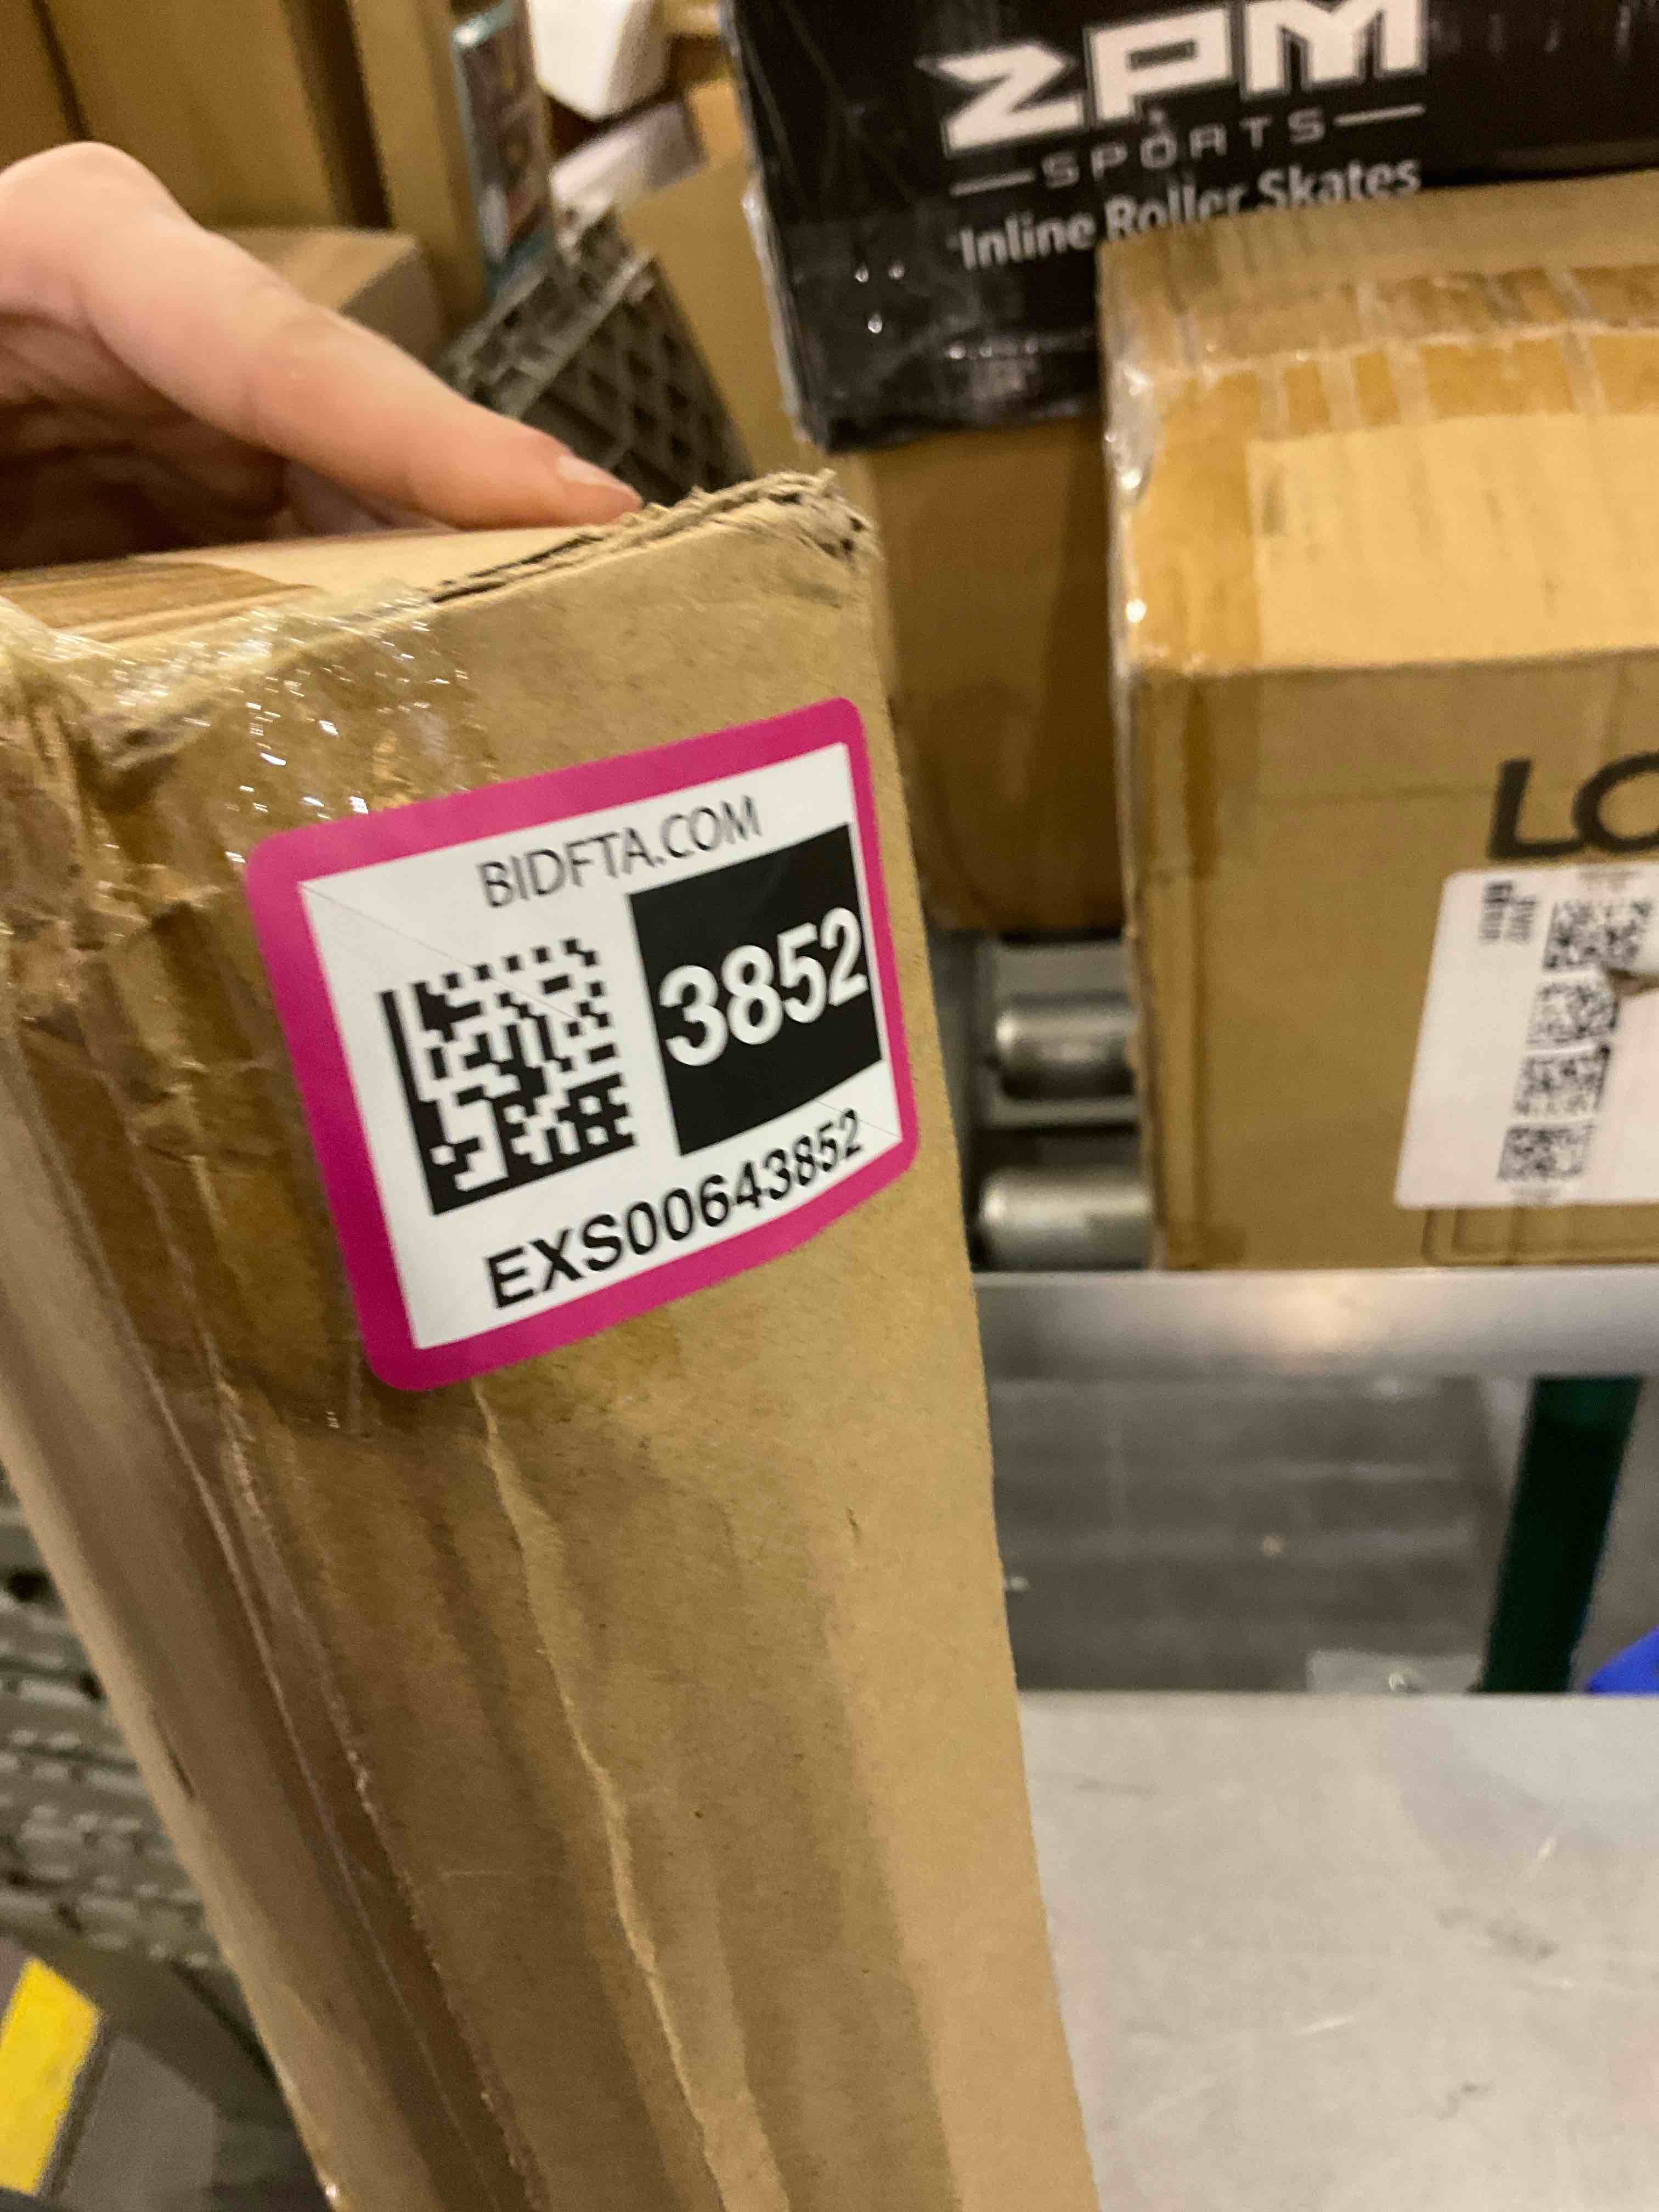 ZPM
SPORTS
Inline Roller Skates
LO
BIDFTA.COM
3852
EXS00643852